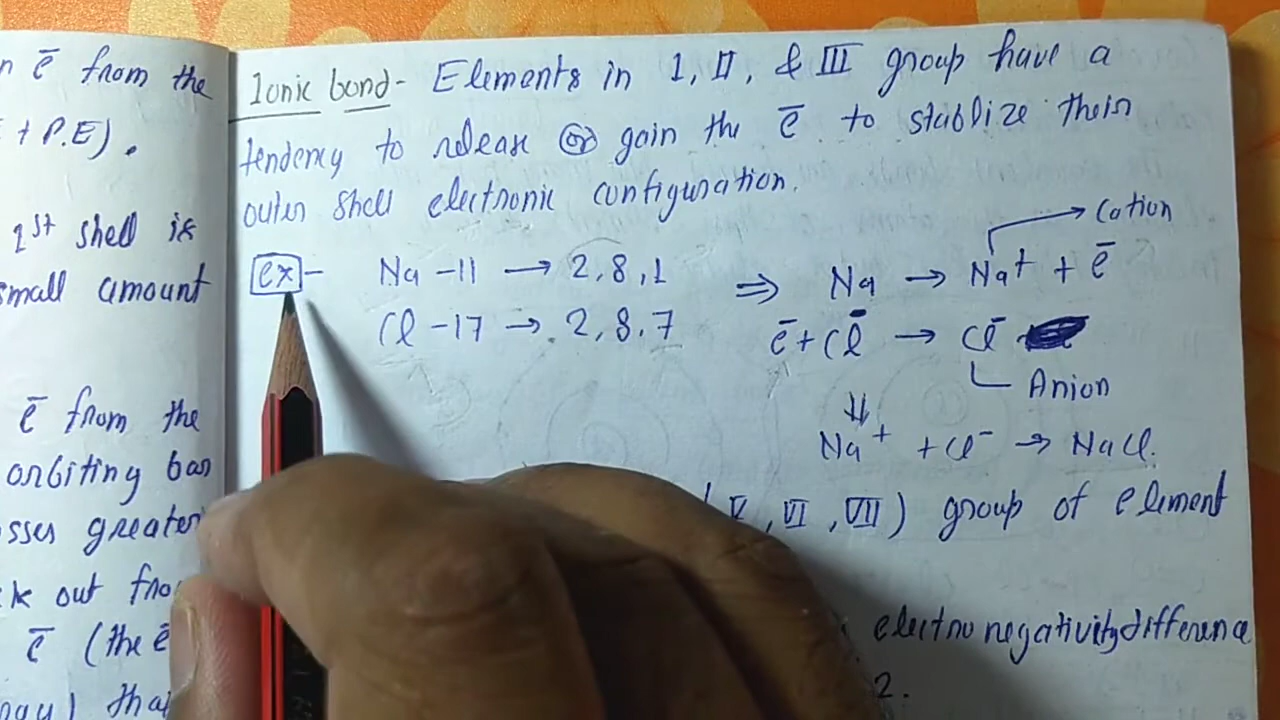 n ē from the
+ P.E).
1st shell is
small amount
ē from the
orbiting ban
sses greater
k out fro
ē (the ē
that
Ionic bond - Elements in 1, II, & III group have a
tendency to release or gain the ē to stablize their
outer shell electronic configuration.
ex - Na -11 → 2,8,1 ⇒ Na → Na+ + ē Cation
Cl -17 → 2,8.7 ē + Cl̄ → Cl̄
Anion
⇓
Na+ + Cl- → NaCl.
, VI , VII) group of element
electronegativity difference
2.